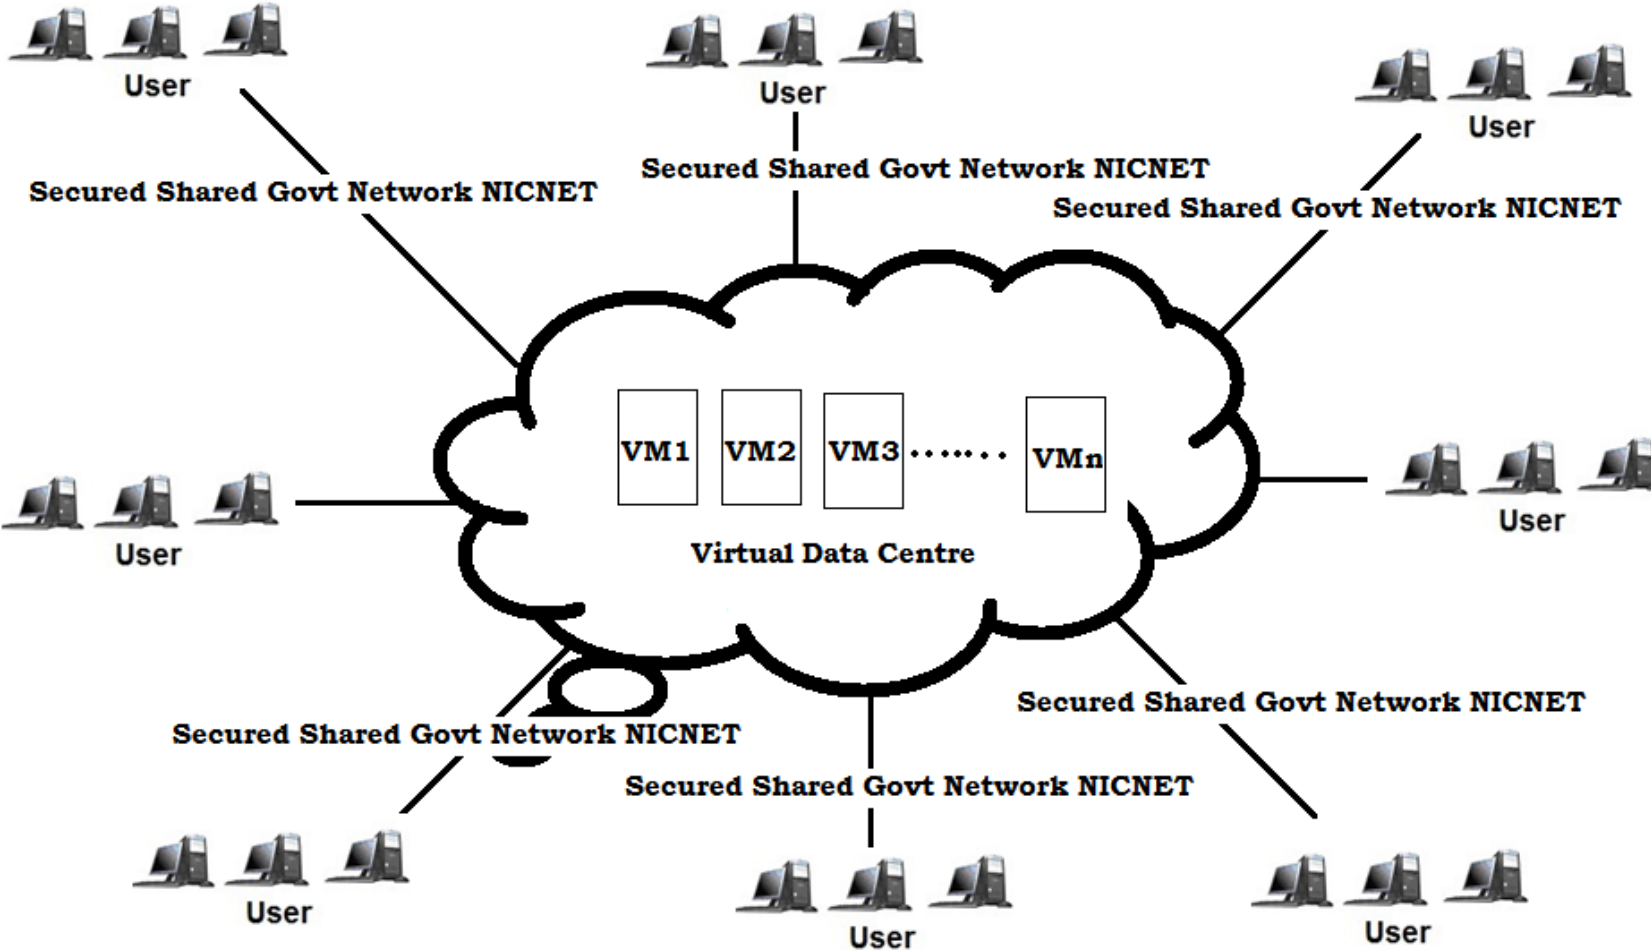 User
User
User
Secured Shared Govt Network NICNET
Secured Shared Govt Network NICNET
Secured Shared Govt Network NICNET
VM1 VM2 VM3 ........ VMn
Virtual Data Centre
User
User
Secured Shared Govt Network NICNET
Secured Shared Govt Network NICNET
Secured Shared Govt Network NICNET
User
User
User